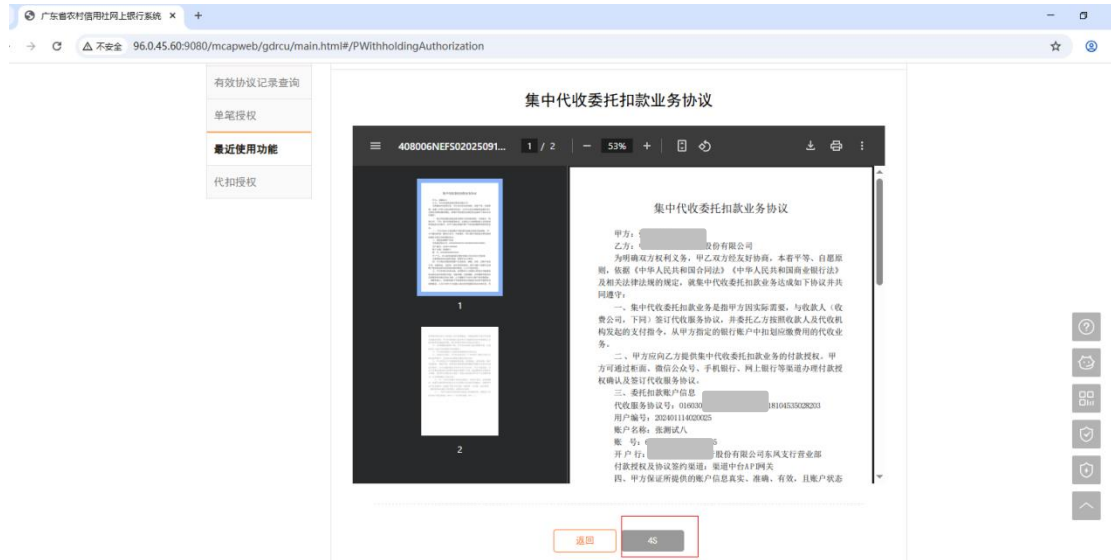 广东省农村信用社网上银行系统
不安全 96.0.45.60:9080/mcapweb/gdrcu/main.html#/PWithholdingAuthorization
有效协议记录查询
单笔授权
最近使用功能
代扣授权
集中代收委托扣款业务协议
408006NEFS02025091... 1 / 2 53%
1
2
集中代收委托扣款业务协议
甲方：
乙方： 股份有限公司
为明确双方权利义务，甲乙双方经友好协商，本着平等、自愿原
则，依据《中华人民共和国合同法》《中华人民共和国商业银行法》
及相关法律法规的规定，就集中代收委托扣款业务达成如下协议并共
同遵守：
一、集中代收委托扣款业务是指甲方因实际需要，与收款人（收
费公司，下同）签订代收服务协议，并委托乙方按照收款人及代收机
构发起的支付指令，从甲方指定的银行账户中扣划应缴费用的代收业
务。
二、甲方应向乙方提供集中代收委托扣款业务的付款授权，甲
方可通过柜面、微信公众号、手机银行、网上银行等渠道办理付款授
权确认及签订代收服务协议。
三、委托扣款账户信息
代收服务协议号：016030 18104535028203
用户编号：202401114020025
账户名称：张测试八
账 号：6 5
开 户 行： 股份有限公司东风支行营业部
付款授权及协议签约渠道：渠道中台API网关
四、甲方保证所提供的账户信息真实、准确、有效，且账户状态
返回
4S